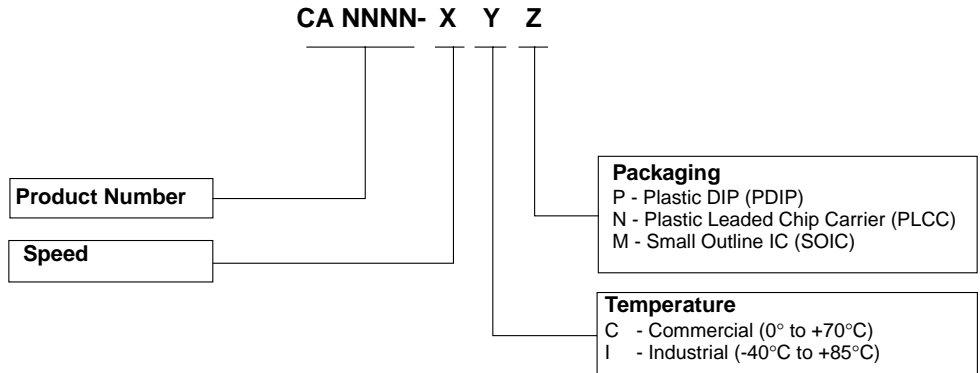 CA NNNN- X Y Z
Product Number
Speed
Packaging
P - Plastic DIP (PDIP)
N - Plastic Leaded Chip Carrier (PLCC)
M - Small Outline IC (SOIC)
Temperature
C - Commercial (0° to +70°C)
I - Industrial (-40°C to +85°C)